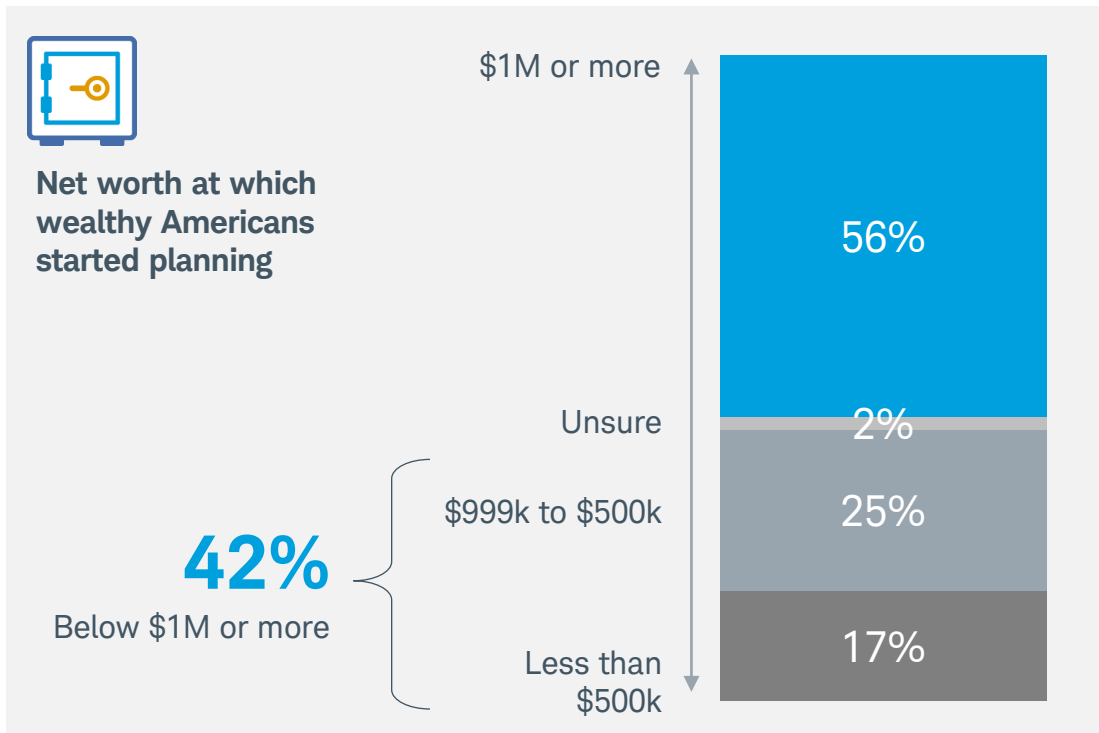 Net worth at which
wealthy Americans
started planning
$1M or more
56%
Unsure
2%
$999k to $500k
25%
42%
Below $1M or more
Less than
$500k
17%